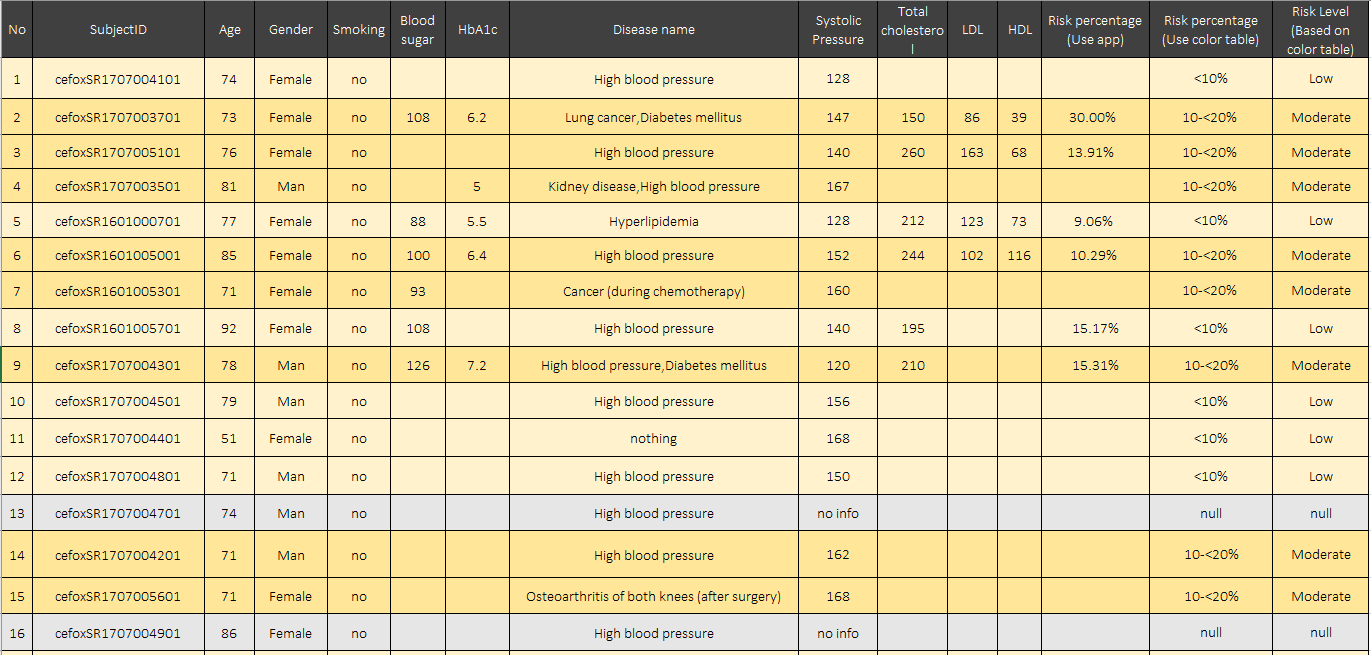 No SubjectID Age Gender Smoking Blood sugar HbA1c Disease name Systolic Pressure Total cholesterol LDL HDL Risk percentage (Use app) Risk percentage (Use color table) Risk Level (Based on color table)
1 cefoxSR1707004101 74 Female no High blood pressure 128 <10% Low
2 cefoxSR1707003701 73 Female no 108 6.2 Lung cancer,Diabetes mellitus 147 150 86 39 30.00% 10-<20% Moderate
3 cefoxSR1707005101 76 Female no High blood pressure 140 260 163 68 13.91% 10-<20% Moderate
4 cefoxSR1707003501 81 Man no 5 Kidney disease,High blood pressure 167 10-<20% Moderate
5 cefoxSR1601000701 77 Female no 88 5.5 Hyperlipidemia 128 212 123 73 9.06% <10% Low
6 cefoxSR1601005001 85 Female no 100 6.4 High blood pressure 152 244 102 116 10.29% 10-<20% Moderate
7 cefoxSR1601005301 71 Female no 93 Cancer (during chemotherapy) 160 10-<20% Moderate
8 cefoxSR1601005701 92 Female no 108 High blood pressure 140 195 15.17% <10% Low
9 cefoxSR1707004301 78 Man no 126 7.2 High blood pressure,Diabetes mellitus 120 210 15.31% 10-<20% Moderate
10 cefoxSR1707004501 79 Man no High blood pressure 156 <10% Low
11 cefoxSR1707004401 51 Female no nothing 168 <10% Low
12 cefoxSR1707004801 71 Man no High blood pressure 150 <10% Low
13 cefoxSR1707004701 74 Man no High blood pressure no info null null
14 cefoxSR1707004201 71 Man no High blood pressure 162 10-<20% Moderate
15 cefoxSR1707005601 71 Female no Osteoarthritis of both knees (after surgery) 168 10-<20% Moderate
16 cefoxSR1707004901 86 Female no High blood pressure no info null null